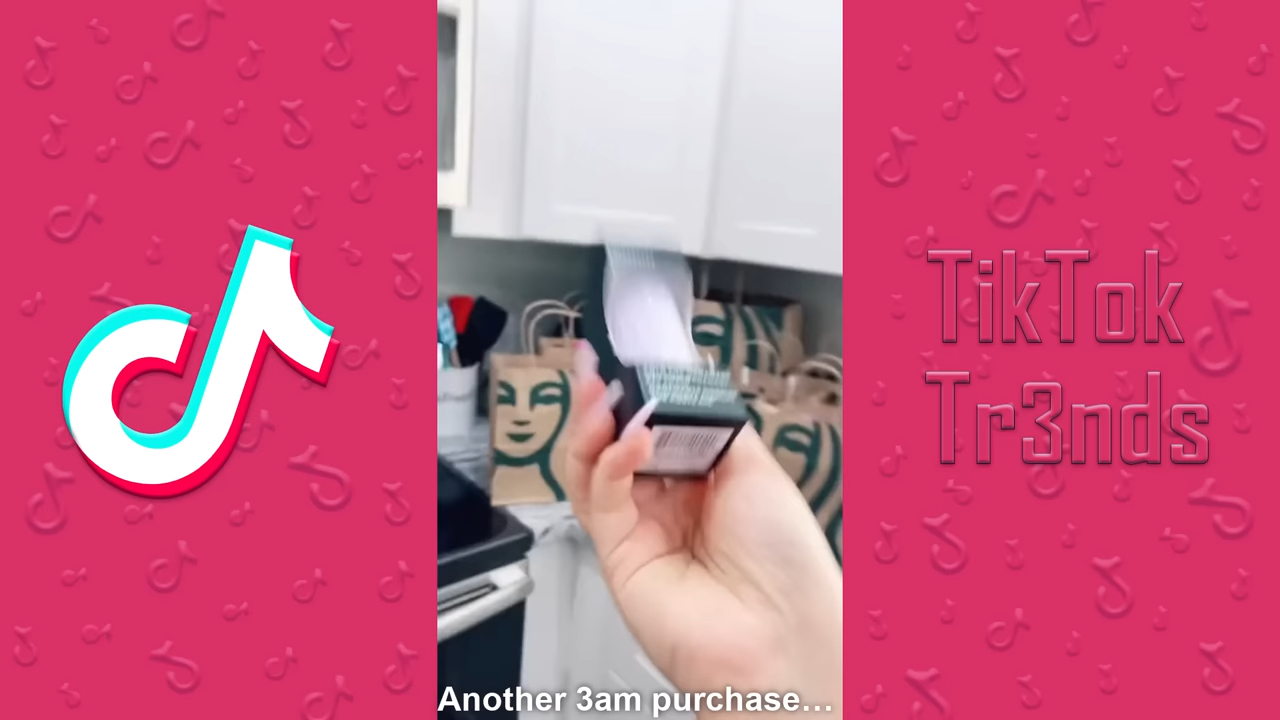 TikTok
Tr3nds
Another 3am purchase…